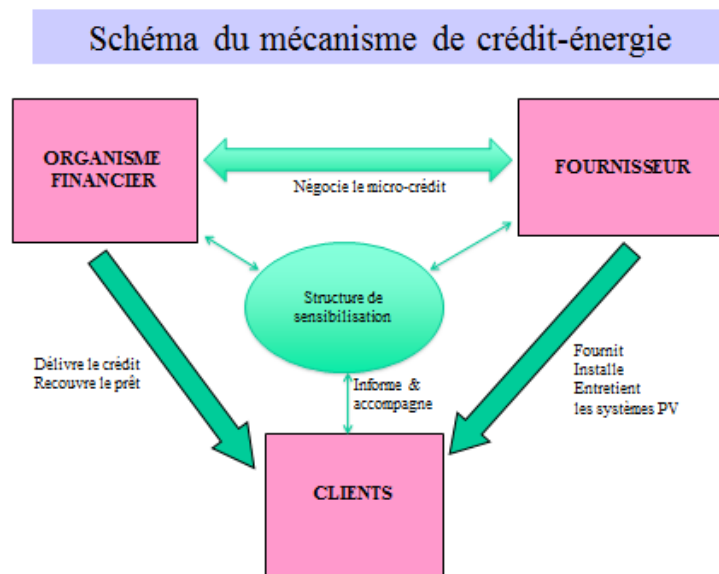 Schéma du mécanisme de crédit-énergie
ORGANISME
FINANCIER
FOURNISSEUR
Négocie le micro-crédit
Structure de
sensibilisation
Délivre le crédit
Recouvre le prêt
Fournit
Installe
Entretient
les systèmes PV
Informe &
accompagne
CLIENTS